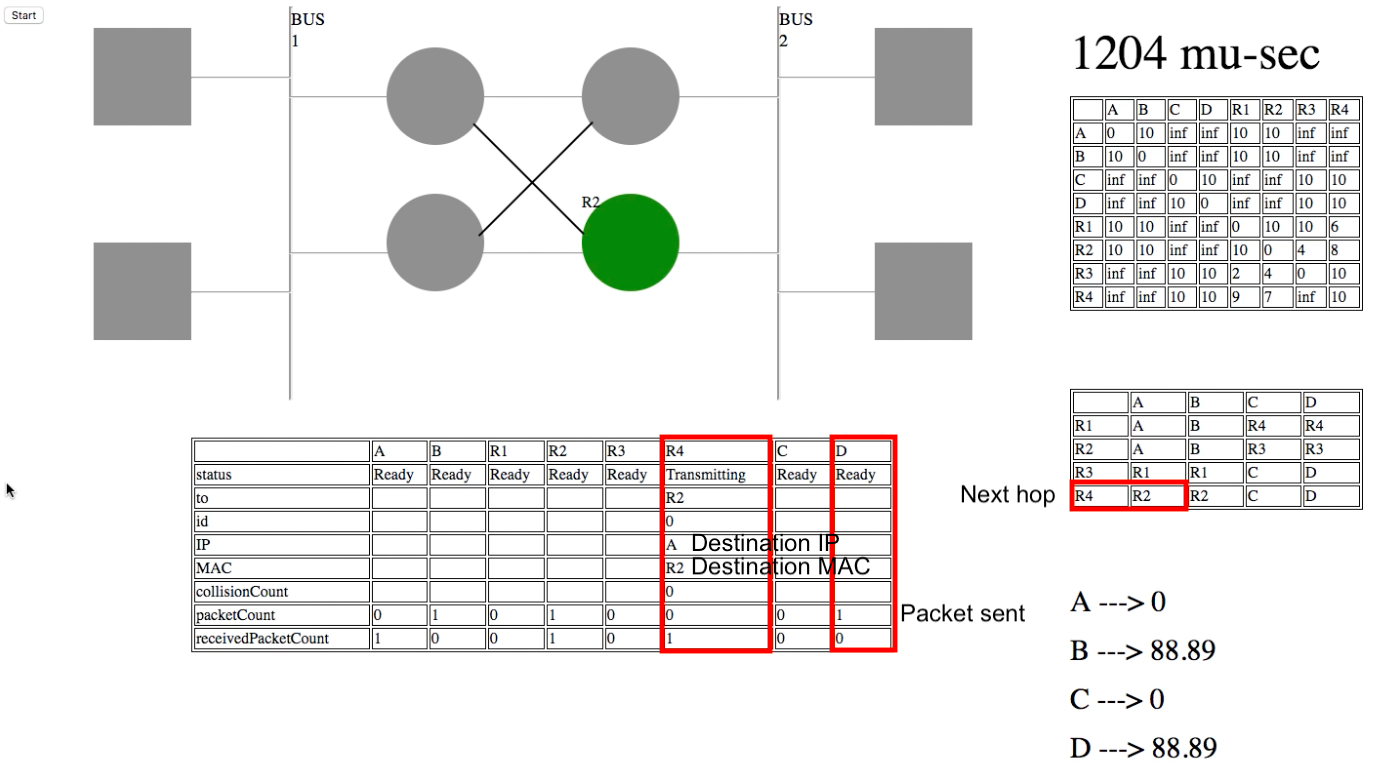 Start
BUS
1
BUS
2
R2
1204 mu-sec
A B C D R1 R2 R3 R4
A 0 10 inf inf 10 10 inf inf
B 10 0 inf inf 10 10 inf inf
C inf inf 0 10 inf inf 10 10
D inf inf 10 0 inf inf 10 10
R1 10 10 inf inf 0 10 10 6
R2 10 10 inf inf 10 0 4 8
R3 inf inf 10 10 2 4 0 10
R4 inf inf 10 10 9 7 inf 10
A B C D
R1 A B R4 R4
R2 A B R3 R3
R3 R1 R1 C D
Next hop R4 R2 R2 C D
A B R1 R2 R3 R4 C D
status Ready Ready Ready Ready Ready Transmitting Ready Ready
to R2
id 0
IP A Destination IP
MAC R2 Destination MAC
collisionCount 0
packetCount 0 1 0 1 0 0 0 1 Packet sent
receivedPacketCount 1 0 0 1 0 1 0 0
A ---> 0
B ---> 88.89
C ---> 0
D ---> 88.89